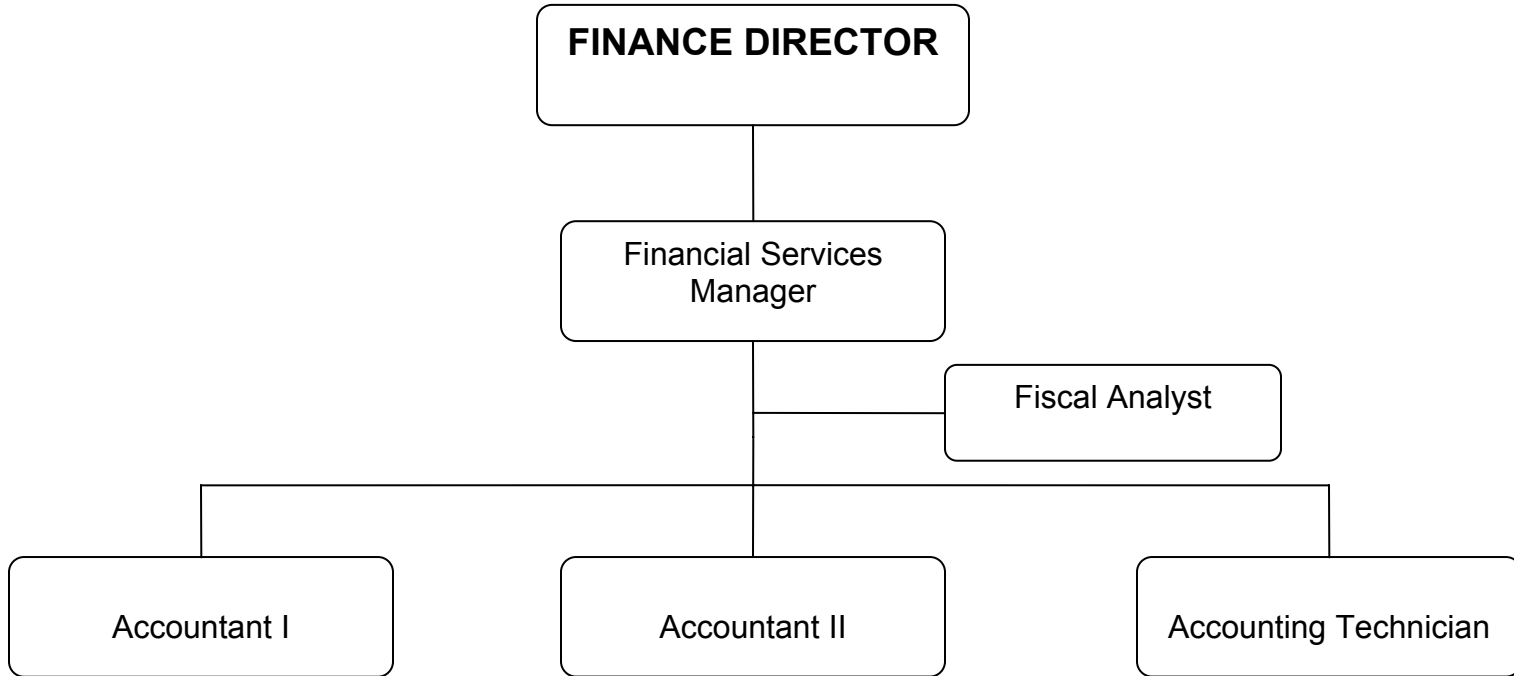 FINANCE DIRECTOR
Financial Services
Manager
Fiscal Analyst
Accountant I
Accountant II
Accounting Technician